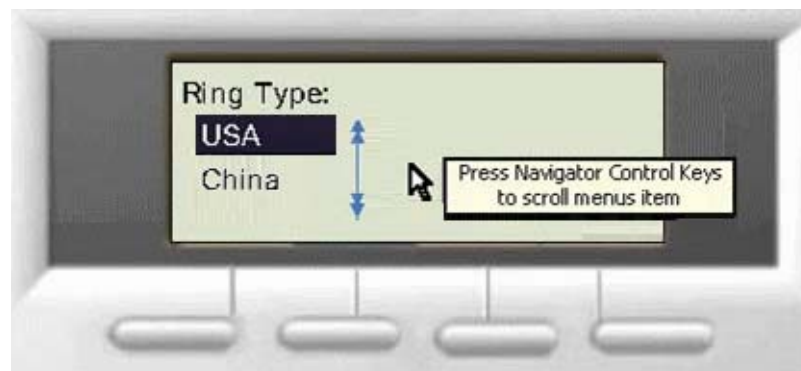 Ring Type:
USA
China
Press Navigator Control Keys
to scroll menus item